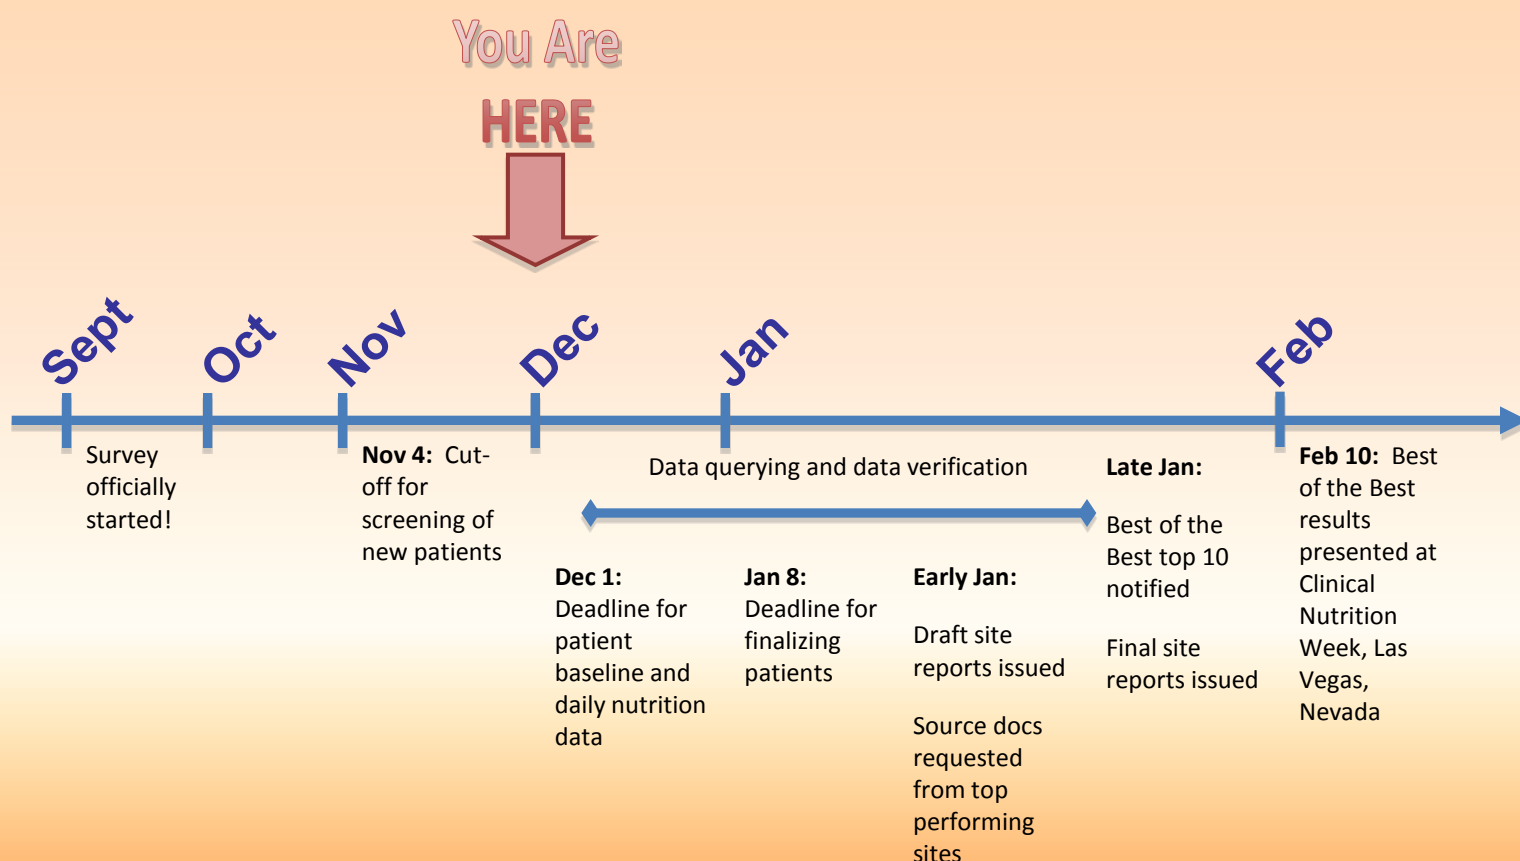 You Are
HERE
Sept
Oct
Nov
Dec
Jan
Feb
Survey
officially
started!
Nov 4: Cut-
off for
screening of
new patients
Data querying and data verification
Dec 1:
Deadline for
patient
baseline and
daily nutrition
data
Jan 8:
Deadline for
finalizing
patients
Early Jan:
Draft site
reports issued
Source docs
requested
from top
performing
sites
Late Jan:
Best of the
Best top 10
notified
Final site
reports issued
Feb 10: Best
of the Best
results
presented at
Clinical
Nutrition
Week, Las
Vegas,
Nevada